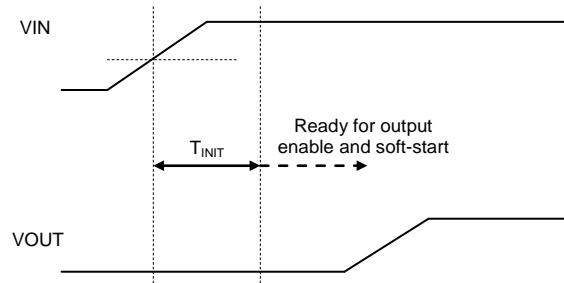 VIN
Ready for output
enable and soft-start
TINIT
VOUT